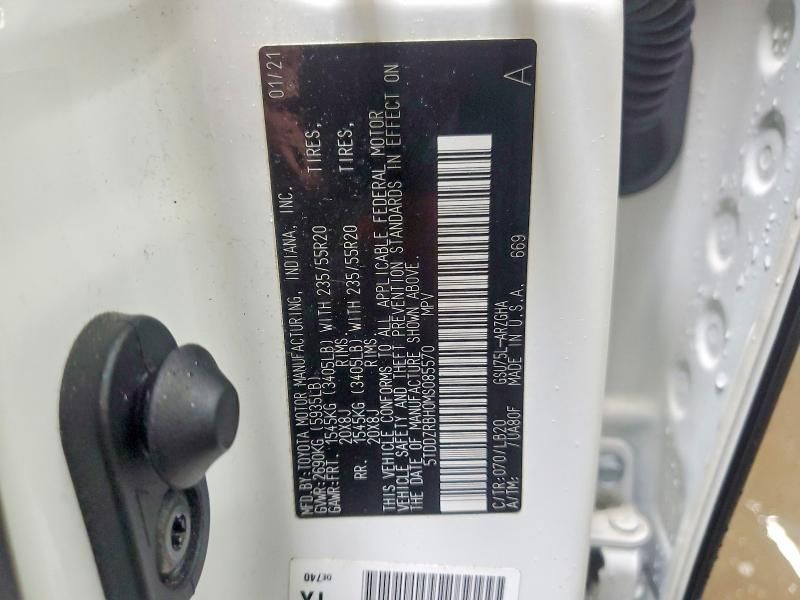 MFD.BY: TOYOTA MOTOR MANUFACTURING, INDIANA, INC. 01/21
GVWR: 2690KG (5935LB)
GAWR: FRT. 1545KG (3405LB) WITH 235/55R20 TIRES,
20X8J RIMS,
RR. 1545KG (3405LB) WITH 235/55R20 TIRES,
20X8J RIMS.
THIS VEHICLE CONFORMS TO ALL APPLICABLE FEDERAL MOTOR
VEHICLE SAFETY AND THEFT PREVENTION STANDARDS IN EFFECT ON
THE DATE OF MANUFACTURE SHOWN ABOVE.
5TDDZRBH0MS085570 MPV
C/TR: 070/LB20 GSU75L-ARZGHA 669
A/TM: /UA80F MADE IN U.S.A. A
0E740